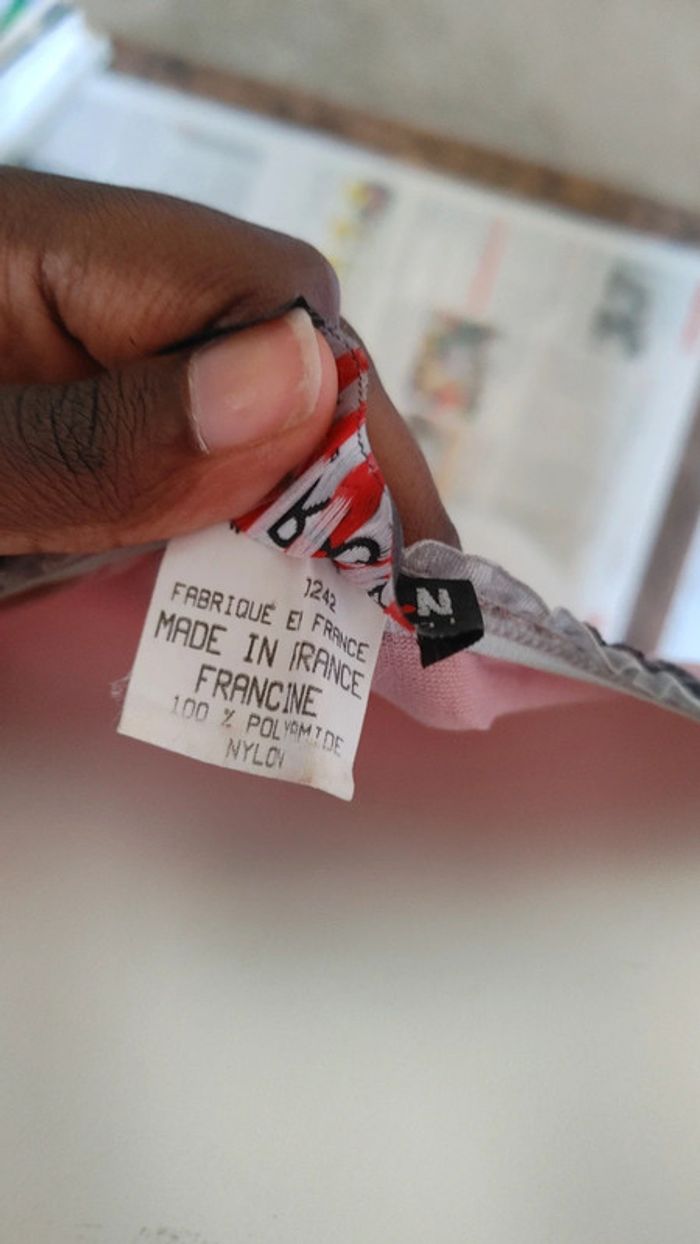 1242
FABRIQUÉ EN FRANCE
MADE IN FRANCE
FRANCINE
100 % POLYAMIDE
NYLON
N